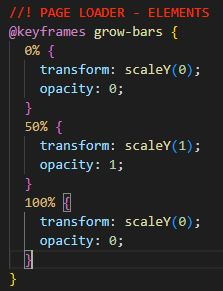 //! PAGE LOADER - ELEMENTS
@keyframes grow-bars {
  0% {
    transform: scaleY(0);
    opacity: 0;
  }
  50% {
    transform: scaleY(1);
    opacity: 1;
  }
  100% {
    transform: scaleY(0);
    opacity: 0;
  }
}